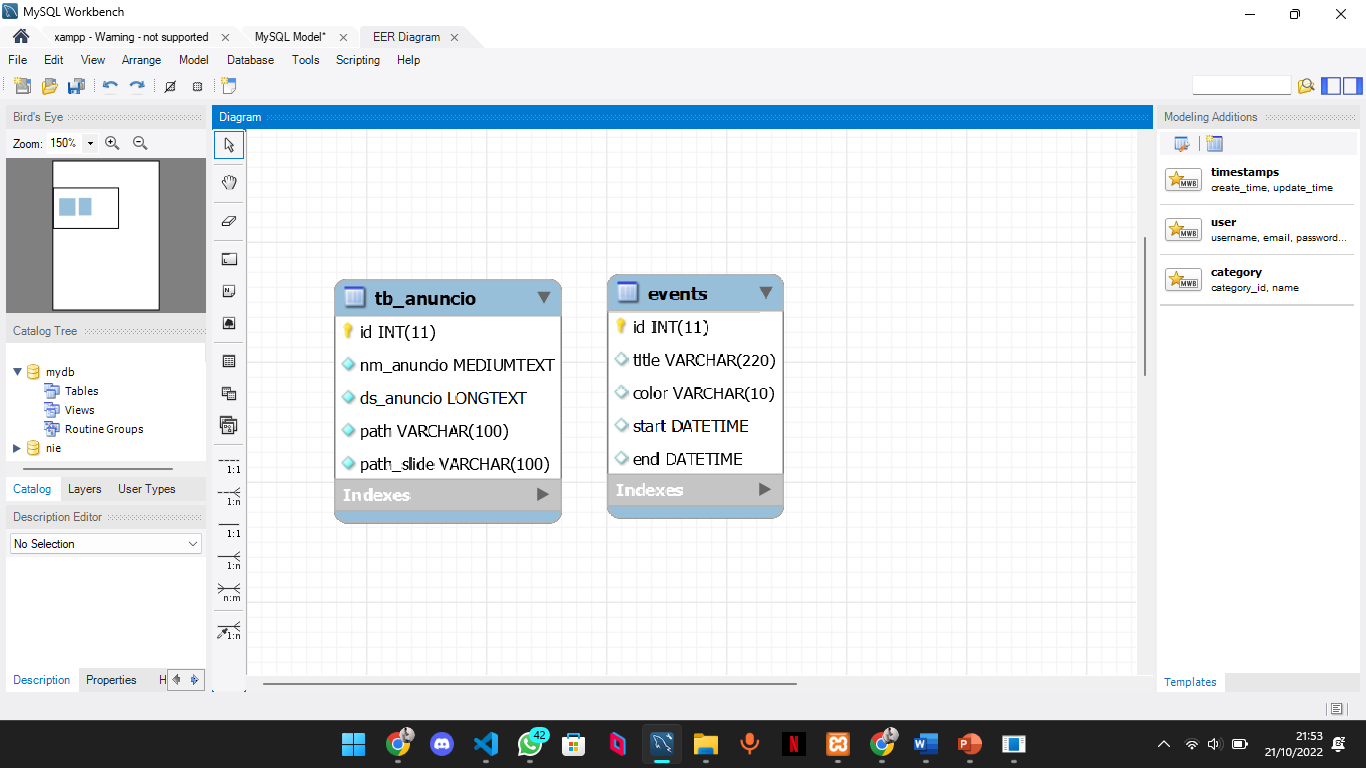 MySQL Workbench
xampp - Warning - not supported
MySQL Model*
EER Diagram
File Edit View Arrange Model Database Tools Scripting Help
Bird's Eye
Zoom: 150%
Catalog Tree
mydb
Tables
Views
Routine Groups
nie
Catalog Layers User Types
Description Editor
No Selection
Description Properties H
Diagram
1:1
1:n
1:1
1:n
n:m
1:n
tb_anuncio
id INT(11)
nm_anuncio MEDIUMTEXT
ds_anuncio LONGTEXT
path VARCHAR(100)
path_slide VARCHAR(100)
Indexes
events
id INT(11)
title VARCHAR(220)
color VARCHAR(10)
start DATETIME
end DATETIME
Indexes
Modeling Additions
timestamps
create_time, update_time
user
username, email, password...
category
category_id, name
MWB
MWB
MWB
Templates
42
N
W
P
21:53
21/10/2022